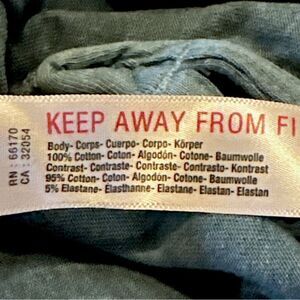 KEEP AWAY FROM FI
Body- Corps- Cuerpo- Corpo- Körper
100% Cotton- Coton- Algodón- Cotone- Baumwolle
Contrast- Contraste- Contraste- Contrasto- Kontrast
95% Cotton- Coton- Algodón- Cotone- Baumwolle
5% Elastane- Elasthanne- Elastane- Elastan- Elastan
RN : 66170
CA : 32054